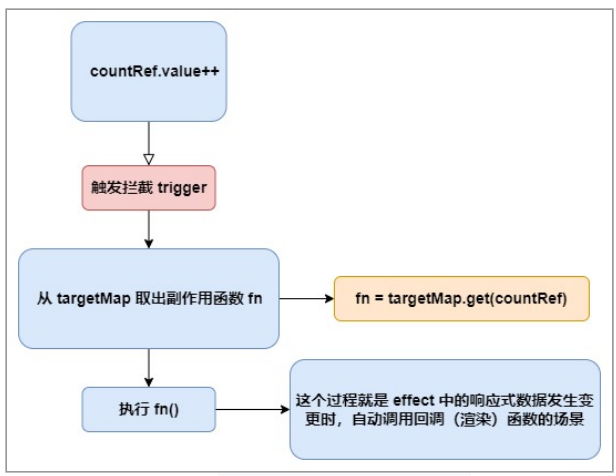 countRef.value++
触发拦截 trigger
从 targetMap 取出副作用函数 fn
fn = targetMap.get(countRef)
执行 fn()
这个过程就是 effect 中的响应式数据发生变
更时，自动调用回调（渲染）函数的场景